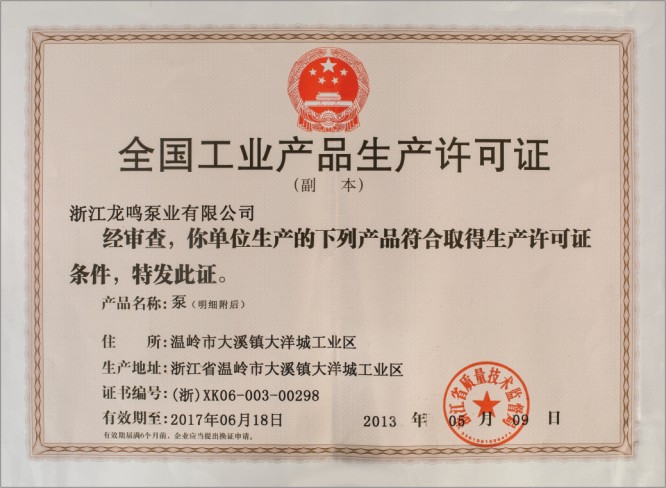 全国工业产品生产许可证
(副 本)
浙江龙鸣泵业有限公司
经审查，你单位生产的下列产品符合取得生产许可证
条件，特发此证。
产品名称：泵（明细附后）
住 所：温岭市大溪镇大洋城工业区
生产地址：浙江省温岭市大溪镇大洋城工业区
证书编号：(浙)XK06-003-00298
有效期至：2017年06月18日
2013 年 05 月 09 日
有效期届满6个月前，企业应当提出换证申请。
浙江省质量技术监督局